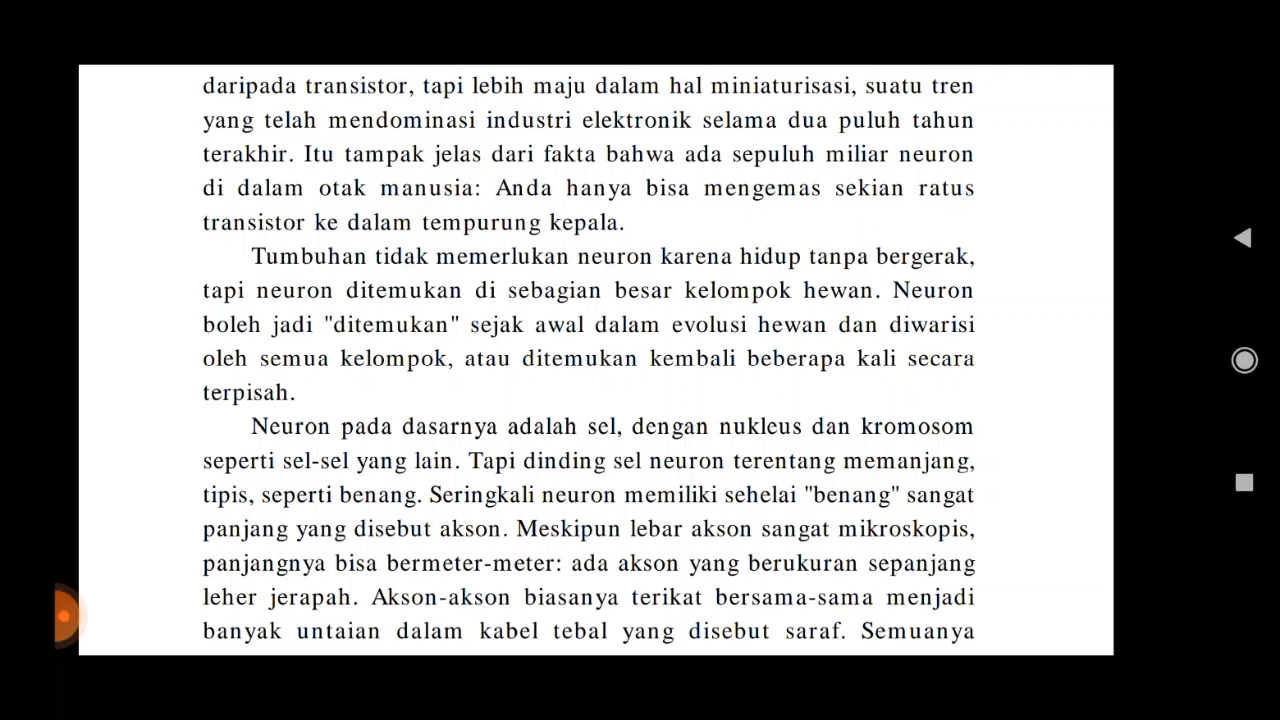 daripada transistor, tapi lebih maju dalam hal miniaturisasi, suatu tren
yang telah mendominasi industri elektronik selama dua puluh tahun
terakhir. Itu tampak jelas dari fakta bahwa ada sepuluh miliar neuron
di dalam otak manusia: Anda hanya bisa mengemas sekian ratus
transistor ke dalam tempurung kepala.
Tumbuhan tidak memerlukan neuron karena hidup tanpa bergerak,
tapi neuron ditemukan di sebagian besar kelompok hewan. Neuron
boleh jadi "ditemukan" sejak awal dalam evolusi hewan dan diwarisi
oleh semua kelompok, atau ditemukan kembali beberapa kali secara
terpisah.
Neuron pada dasarnya adalah sel, dengan nukleus dan kromosom
seperti sel-sel yang lain. Tapi dinding sel neuron terentang memanjang,
tipis, seperti benang. Seringkali neuron memiliki sehelai "benang" sangat
panjang yang disebut akson. Meskipun lebar akson sangat mikroskopis,
panjangnya bisa bermeter-meter: ada akson yang berukuran sepanjang
leher jerapah. Akson-akson biasanya terikat bersama-sama menjadi
banyak untaian dalam kabel tebal yang disebut saraf. Semuanya